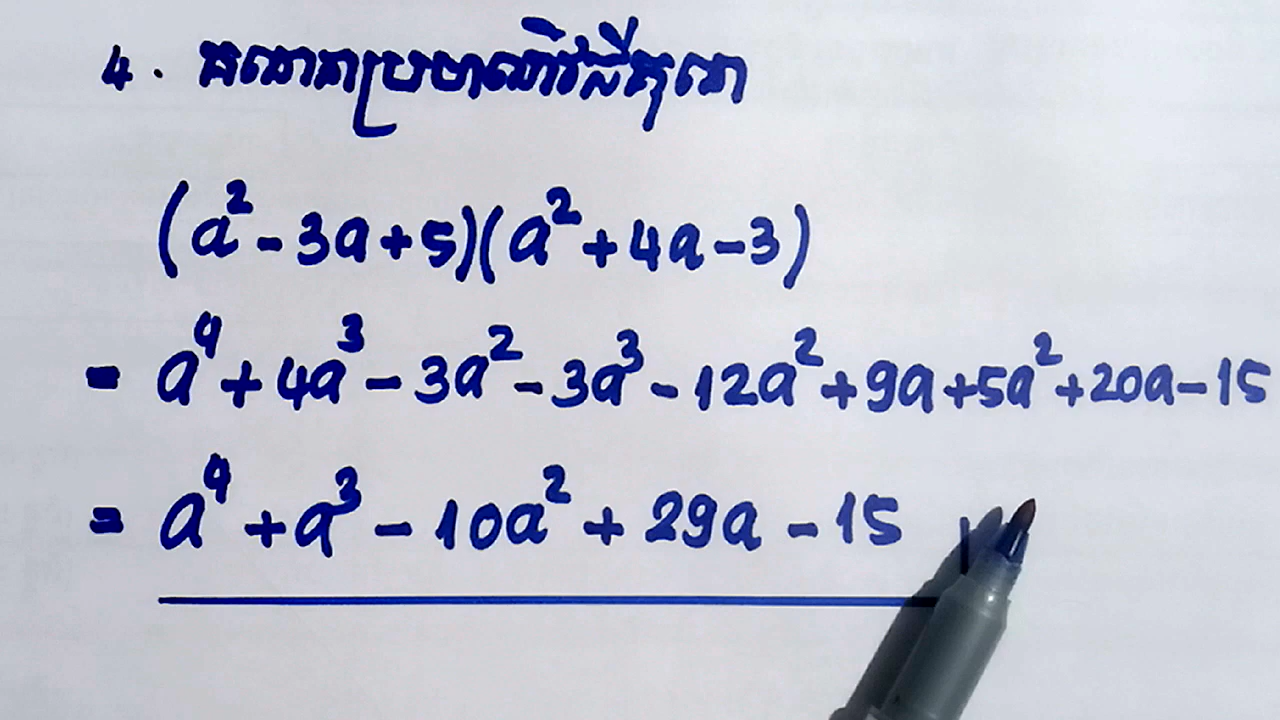 4. គណនាប្រមាណវិធីគុណ
(a² - 3a + 5)(a² + 4a - 3)
= a⁴ + 4a³ - 3a² - 3a³ - 12a² + 9a + 5a² + 20a - 15
= a⁴ + a³ - 10a² + 29a - 15